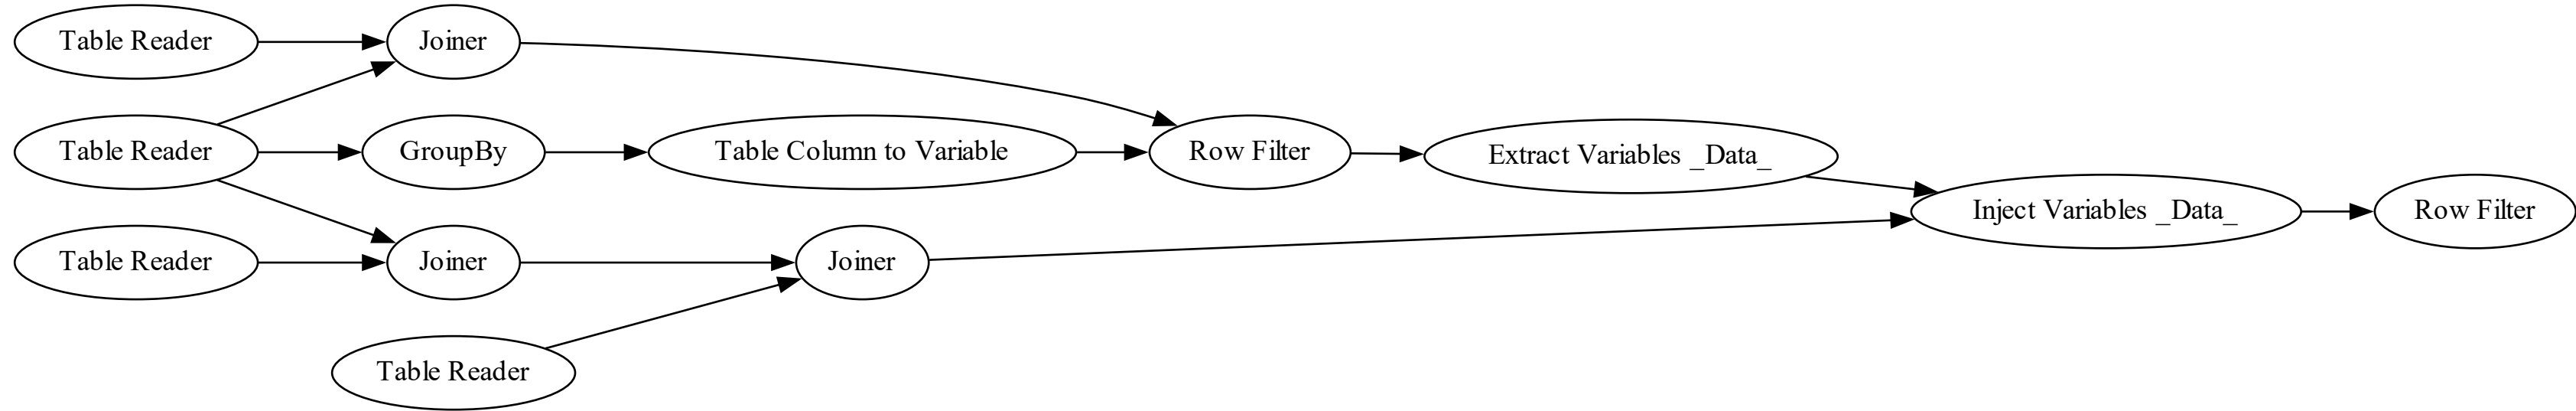 Table Reader
Joiner
Table Reader
GroupBy
Table Column to Variable
Row Filter
Extract Variables _Data_
Inject Variables _Data_
Row Filter
Table Reader
Joiner
Joiner
Table Reader